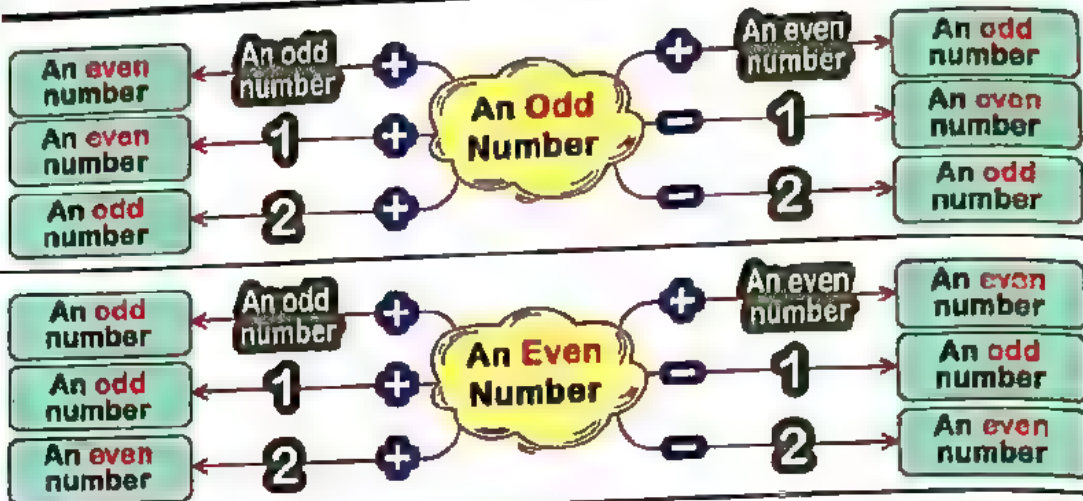 An even
number
An odd
number
+
An Odd
Number
+
An even
number
An odd
number
An even
number
1
+
-
1
An even
number
An odd
number
2
+
-
2
An odd
number
An odd
number
An odd
number
+
An Even
Number
+
An even
number
An even
number
An odd
number
1
+
-
1
An odd
number
An even
number
2
+
-
2
An even
number